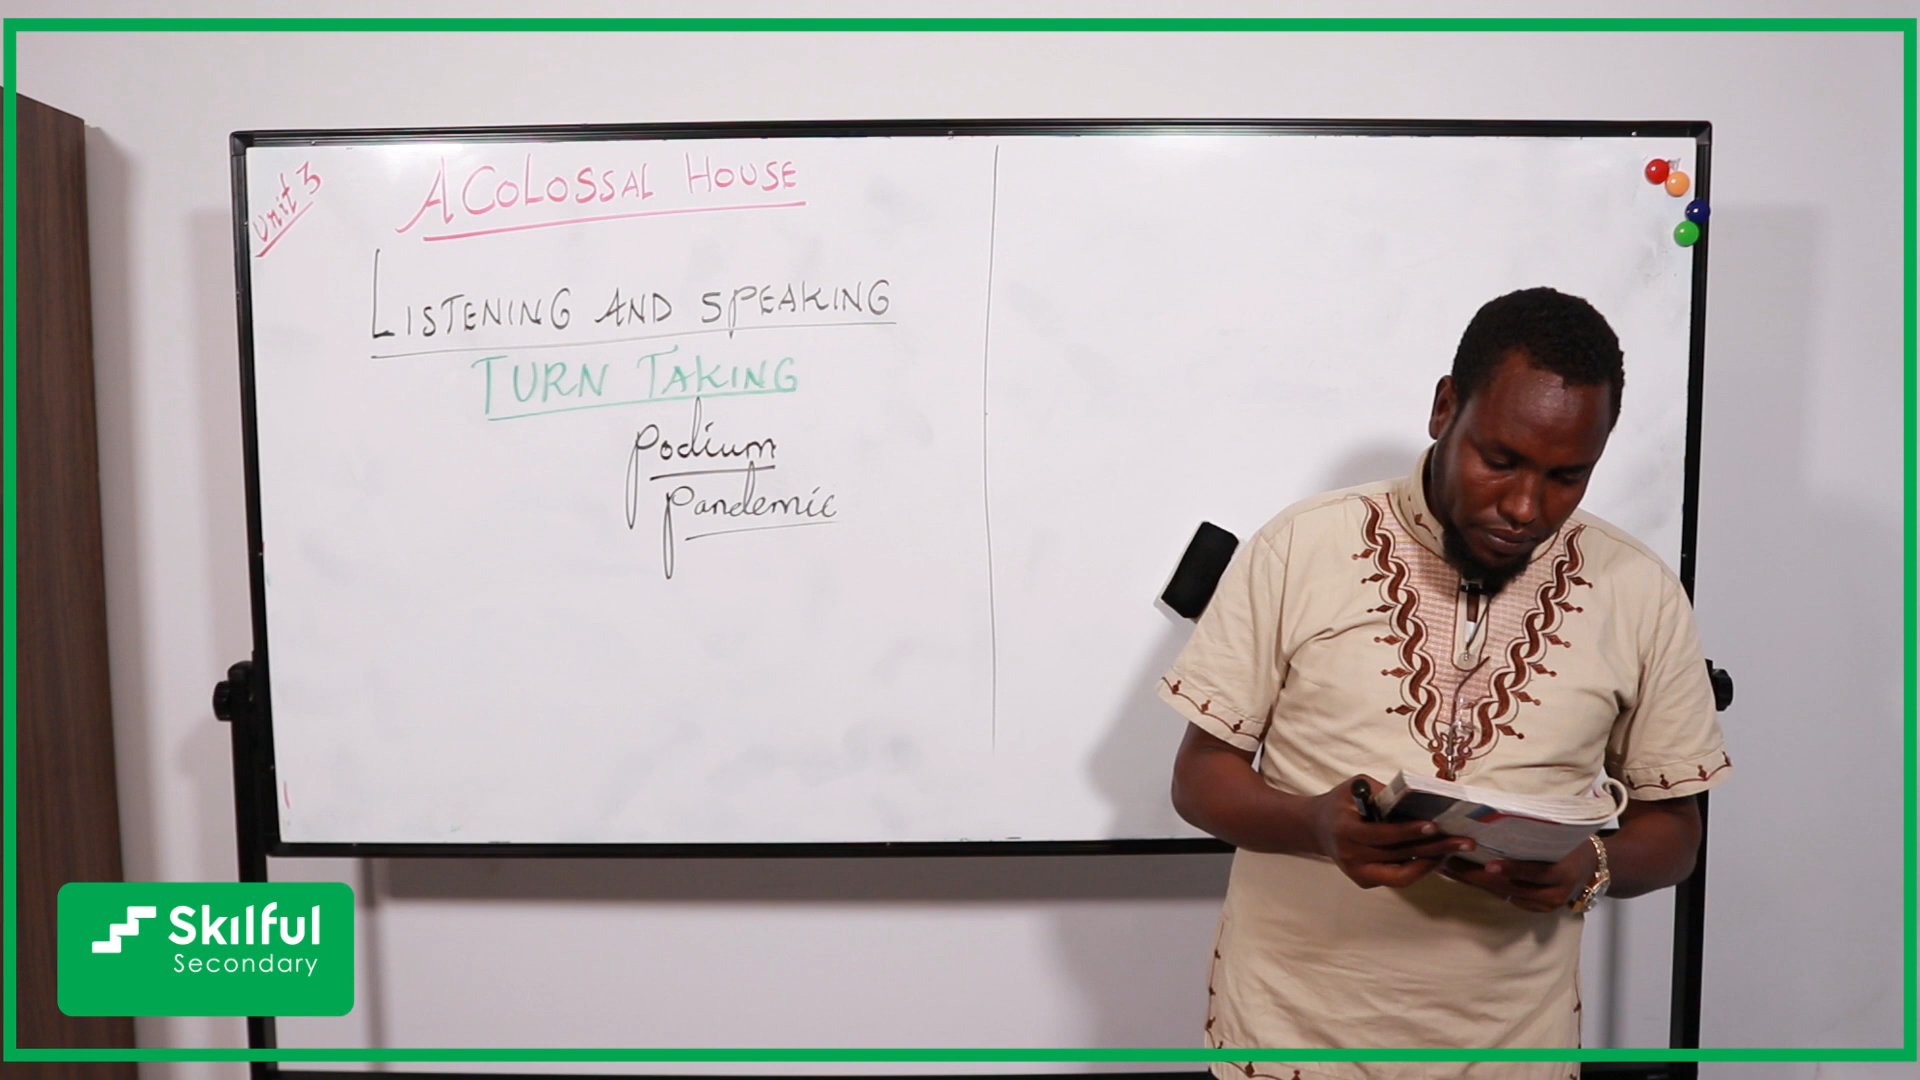 Unit 3
A COLOSSAL HOUSE
LISTENING AND SPEAKING
TURN TAKING
podium
pandemic
Skilful
Secondary